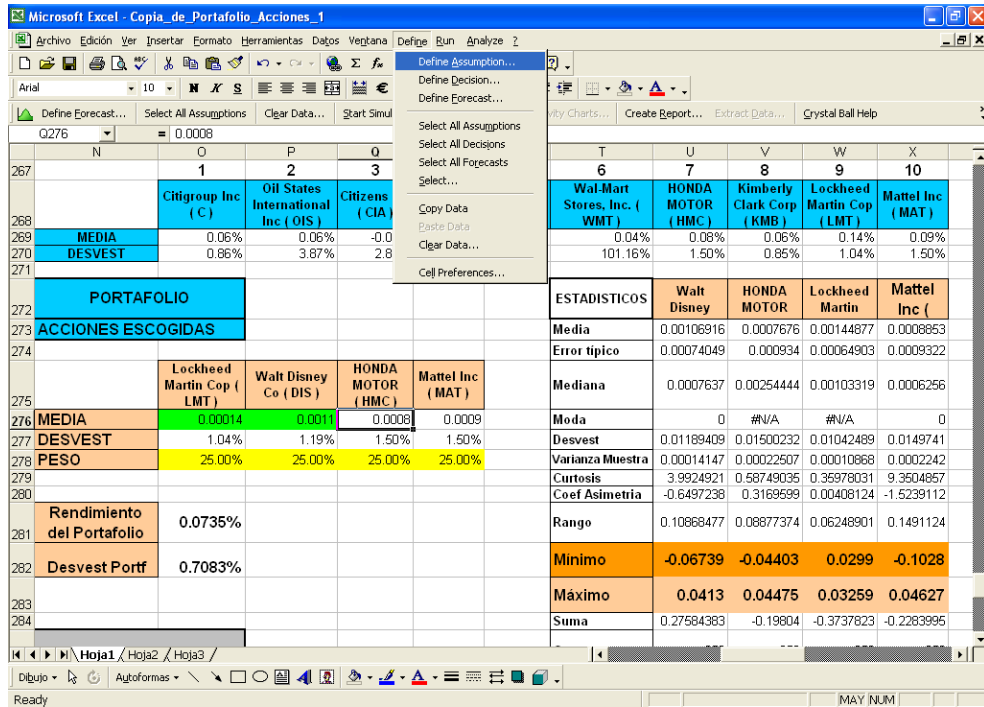 Microsoft Excel - Copia_de_Portafolio_Acciones_1
Archivo Edición Ver Insertar Formato Herramientas Datos Ventana Define Run Analyze ?
Arial 10 N K S €
Define Forecast... Select All Assumptions Clear Data... Start Simul Create Report... Extract Data... Crystal Ball Help
Define Assumption...
Define Decision...
Define Forecast...
Select All Assumptions
Select All Decisions
Select All Forecasts
Select...
Copy Data
Paste Data
Clear Data...
Cell Preferences...
Q276 = 0.0008
N O P Q T U V W X
267 1 2 3 6 7 8 9 10
268 Citigroup Inc ( C ) Oil States International Inc ( OIS ) Citizens ( CIA ) Wal-Mart Stores, Inc. ( WMT ) HONDA MOTOR ( HMC ) Kimberly Clark Corp ( KMB ) Lockheed Martin Cop ( LMT ) Mattel Inc ( MAT )
269 MEDIA 0.06% 0.06% -0.0 0.04% 0.08% 0.06% 0.14% 0.09%
270 DESVEST 0.86% 3.87% 2.8 101.16% 1.50% 0.85% 1.04% 1.50%
271
272 PORTAFOLIO ESTADISTICOS Walt Disney HONDA MOTOR Lockheed Martin Mattel Inc (
273 ACCIONES ESCOGIDAS Media 0.00106916 0.0007676 0.00144877 0.0008853
274 Error típico 0.00074049 0.000934 0.00064903 0.0009322
275 Lockheed Martin Cop ( LMT ) Walt Disney Co ( DIS ) HONDA MOTOR ( HMC ) Mattel Inc ( MAT ) Mediana 0.0007637 0.00254444 0.00103319 0.0006256
276 MEDIA 0.00014 0.0011 0.0008 0.0009 Moda 0 #N/A #N/A 0
277 DESVEST 1.04% 1.19% 1.50% 1.50% Desvest 0.01189409 0.01500232 0.01042489 0.0149741
278 PESO 25.00% 25.00% 25.00% 25.00% Varianza Muestra 0.00014147 0.00022507 0.00010868 0.0002242
279 Curtosis 3.9924921 0.58749035 0.35978031 9.3504857
280 Coef Asimetria -0.6497238 0.3169599 0.00408124 -1.5239112
281 Rendimiento del Portafolio 0.0735% Rango 0.10868477 0.08877374 0.06248901 0.1491124
282 Desvest Portf 0.7083% Mínimo -0.06739 -0.04403 0.0299 -0.1028
283 Máximo 0.0413 0.04475 0.03259 0.04627
284 Suma 0.27584383 -0.19804 -0.3737823 -0.2283995
Hoja1 Hoja2 Hoja3
Dibujo Autoformas
Ready MAY NUM